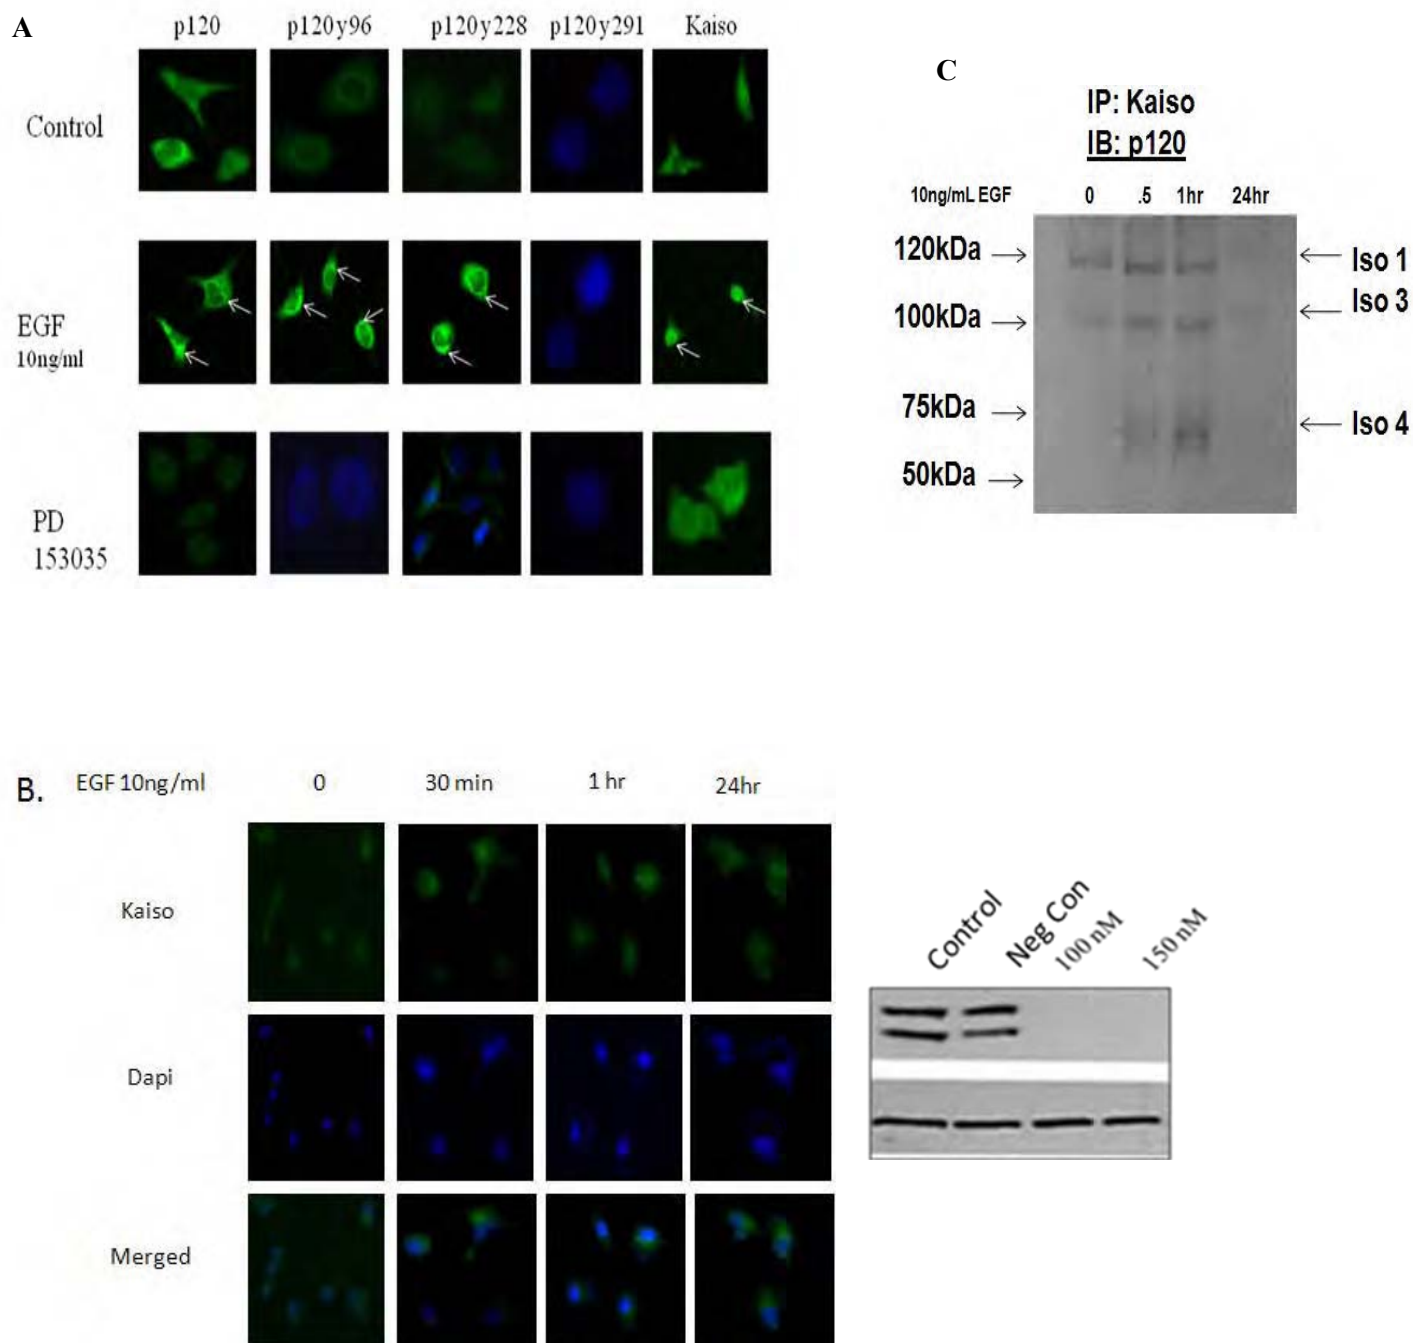 A
p120 p120y96 p120y228 p120y291 Kaiso
Control
EGF
10ng/ml
PD
153035
C
IP: Kaiso
IB: p120
10ng/mL EGF 0 .5 1hr 24hr
120kDa
100kDa
75kDa
50kDa
Iso 1
Iso 3
Iso 4
B. EGF 10ng/ml 0 30 min 1 hr 24hr
Kaiso
Dapi
Merged
Control
Neg Con
100 nM
150 nM